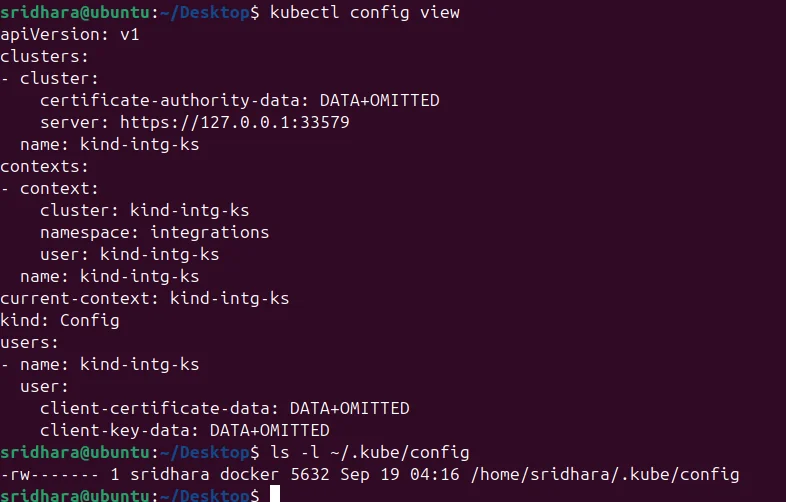 sridhara@ubuntu:~/Desktop$ kubectl config view
apiVersion: v1
clusters:
- cluster:
    certificate-authority-data: DATA+OMITTED
    server: https://127.0.0.1:33579
  name: kind-intg-ks
contexts:
- context:
    cluster: kind-intg-ks
    namespace: integrations
    user: kind-intg-ks
  name: kind-intg-ks
current-context: kind-intg-ks
kind: Config
users:
- name: kind-intg-ks
  user:
    client-certificate-data: DATA+OMITTED
    client-key-data: DATA+OMITTED
sridhara@ubuntu:~/Desktop$ ls -l ~/.kube/config
-rw------- 1 sridhara docker 5632 Sep 19 04:16 /home/sridhara/.kube/config
sridhara@ubuntu:~/Desktop$